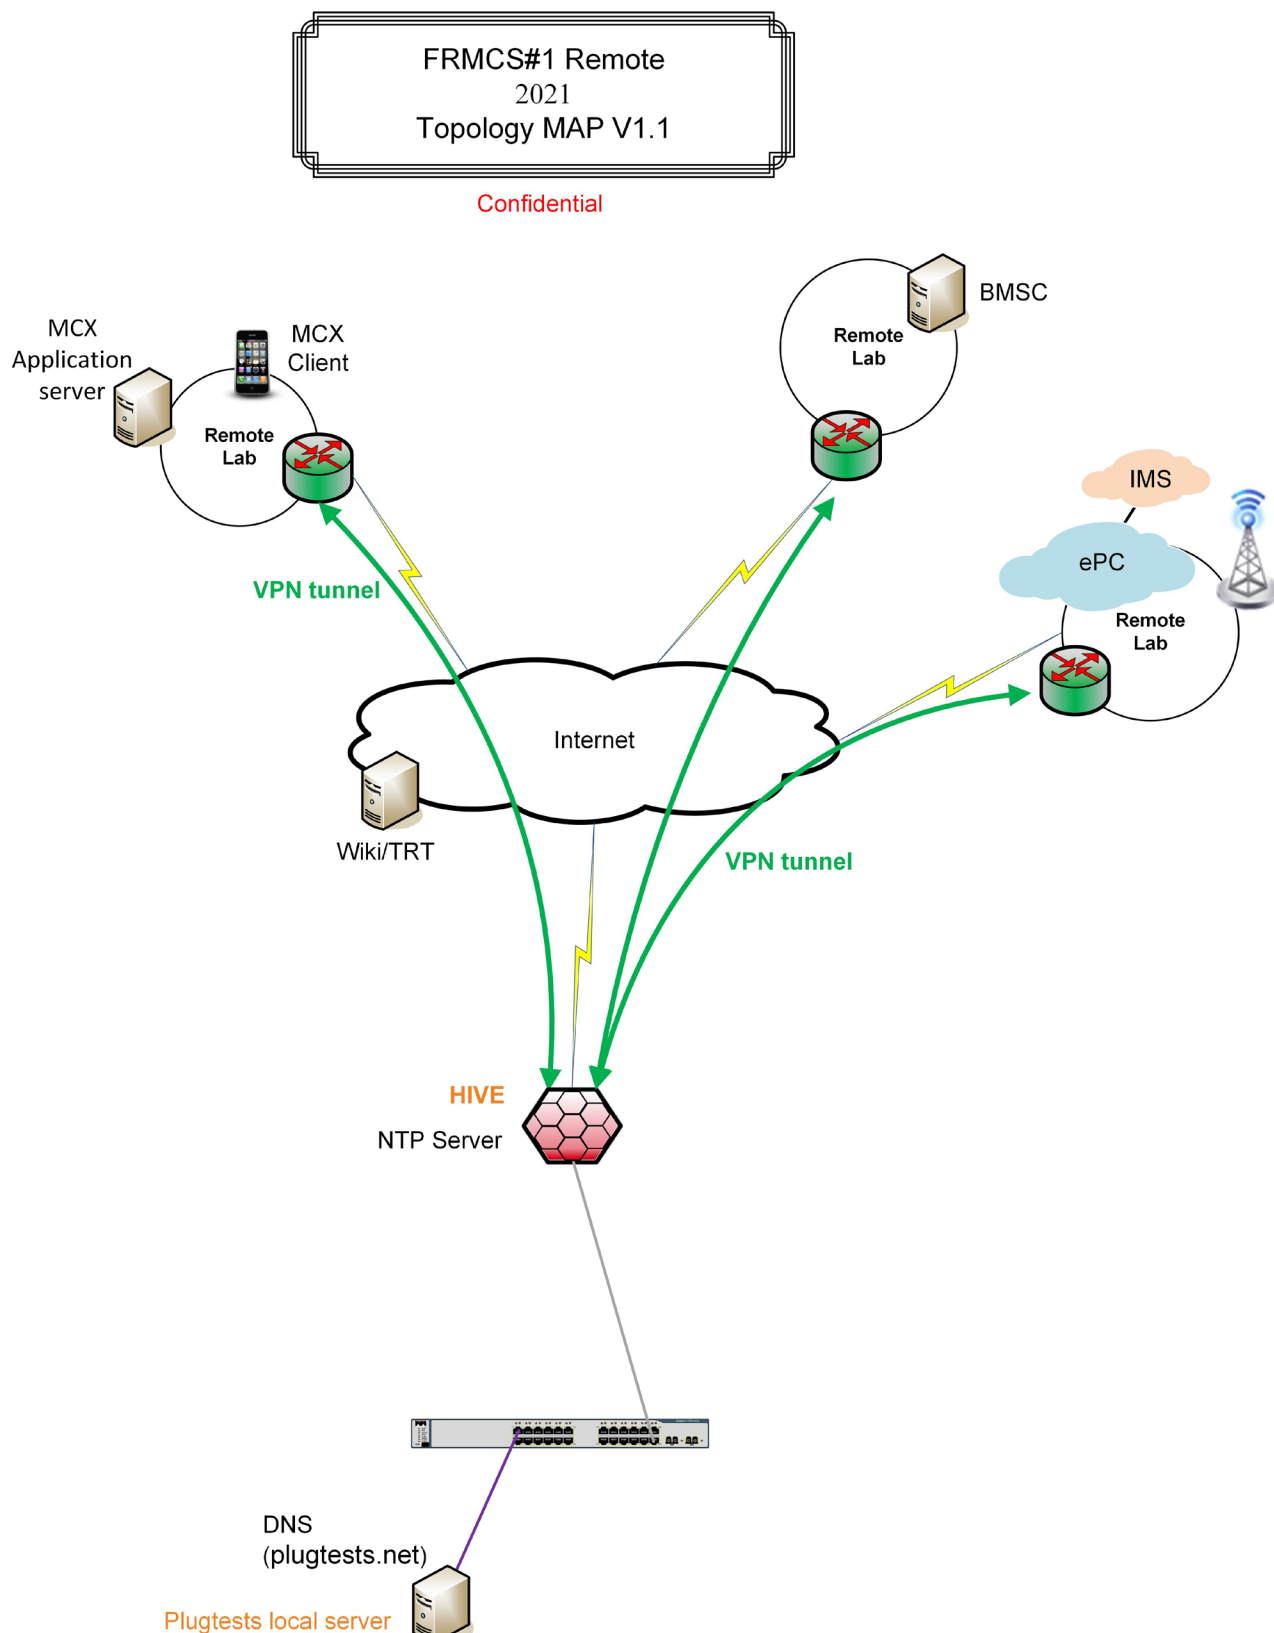 FRMCS#1 Remote
2021
Topology MAP V1.1
Confidential
BMSC
Remote
Lab
MCX
Application
server
MCX
Client
Remote
Lab
IMS
ePC
Remote
Lab
VPN tunnel
Internet
Wiki/TRT
VPN tunnel
HIVE
NTP Server
DNS
(plugtests.net)
Plugtests local server